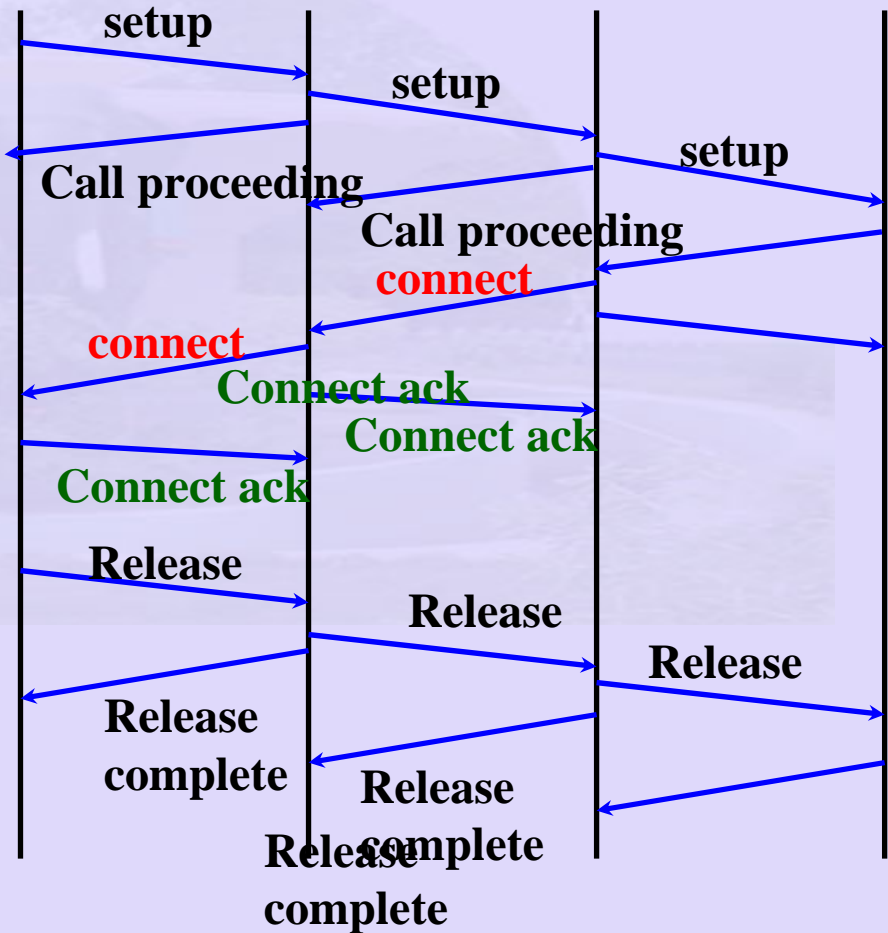 setup
setup
setup
Call proceeding
Call proceeding
connect
connect
Connect ack
Connect ack
Connect ack
Release
Release
Release
Release
complete
Release
complete
Release
complete